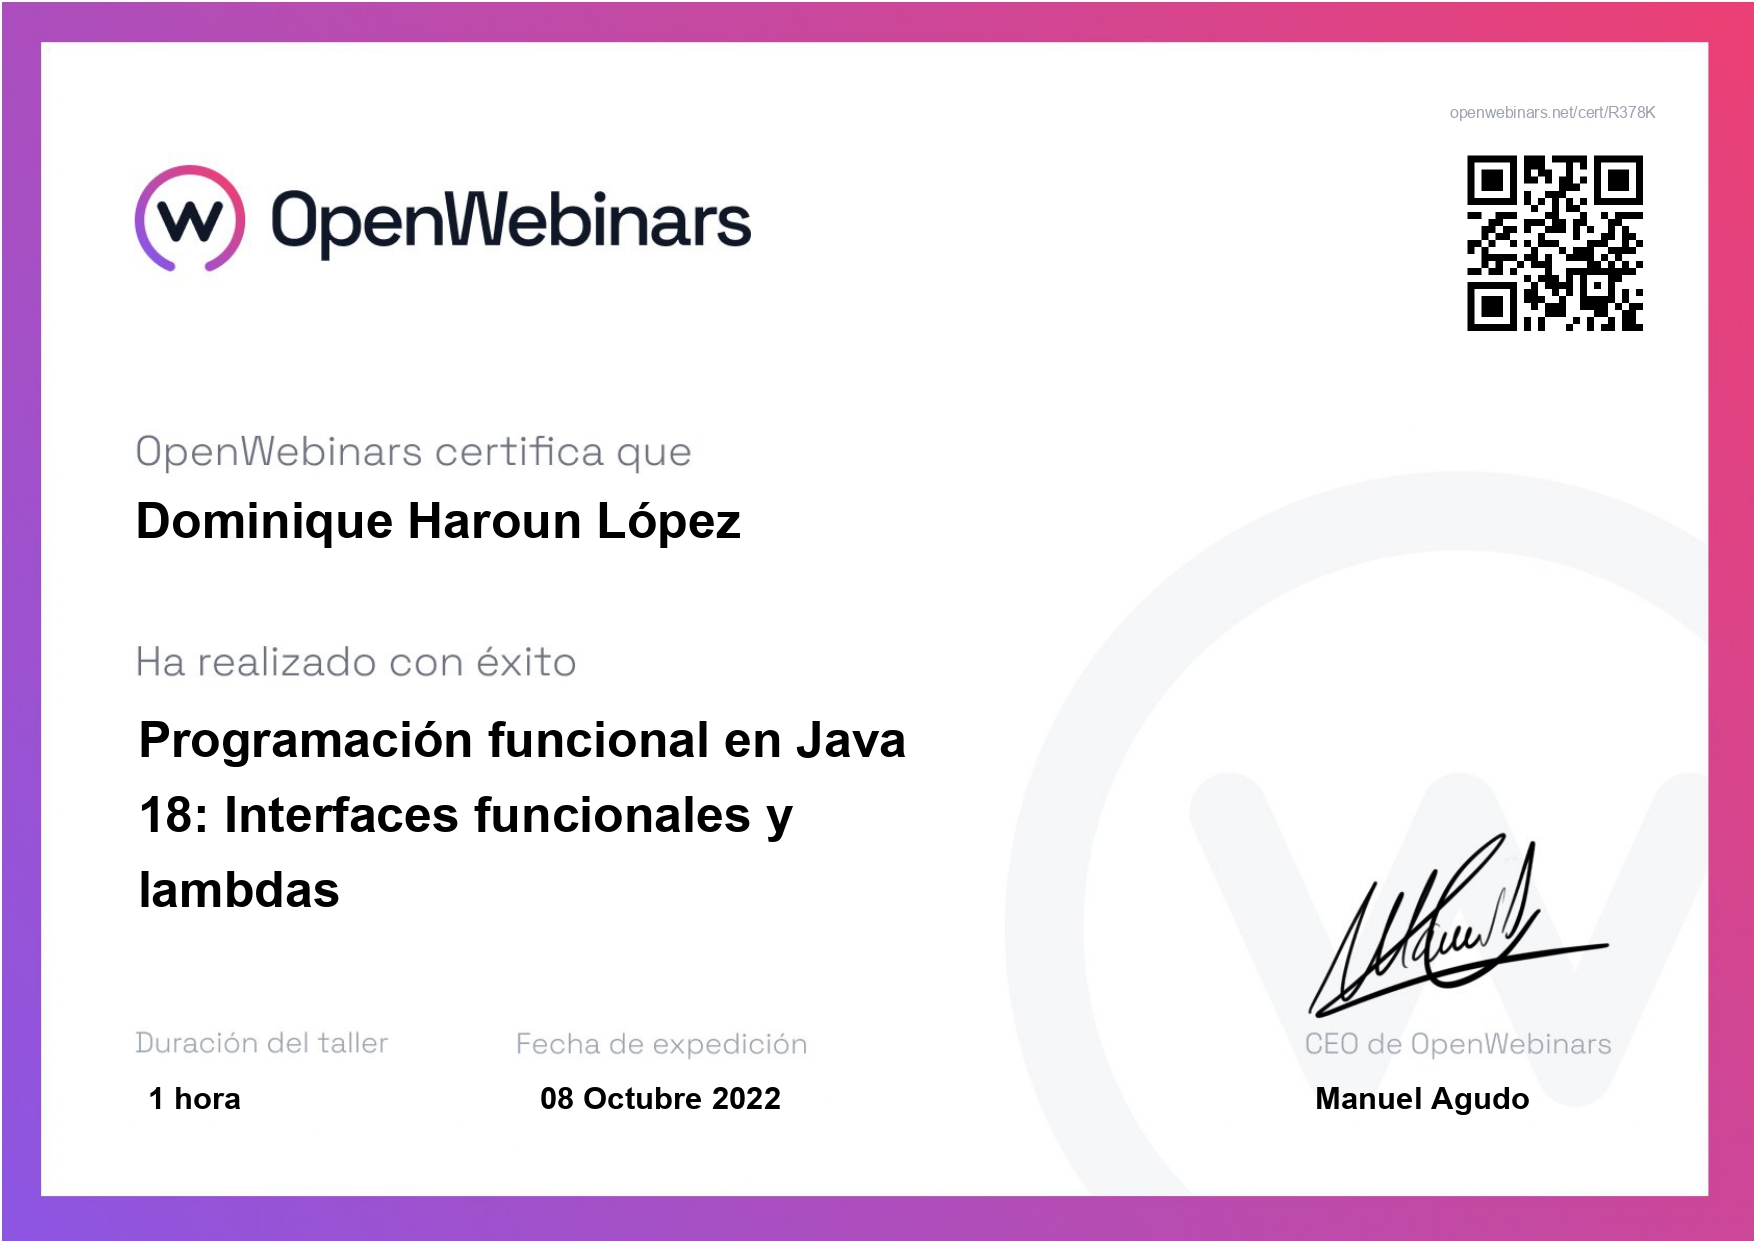 openwebinars.net/cert/R378K
OpenWebinars
OpenWebinars certifica que
Dominique Haroun López
Ha realizado con éxito
Programación funcional en Java
18: Interfaces funcionales y
lambdas
Duración del taller
1 hora
Fecha de expedición
08 Octubre 2022
CEO de OpenWebinars
Manuel Agudo